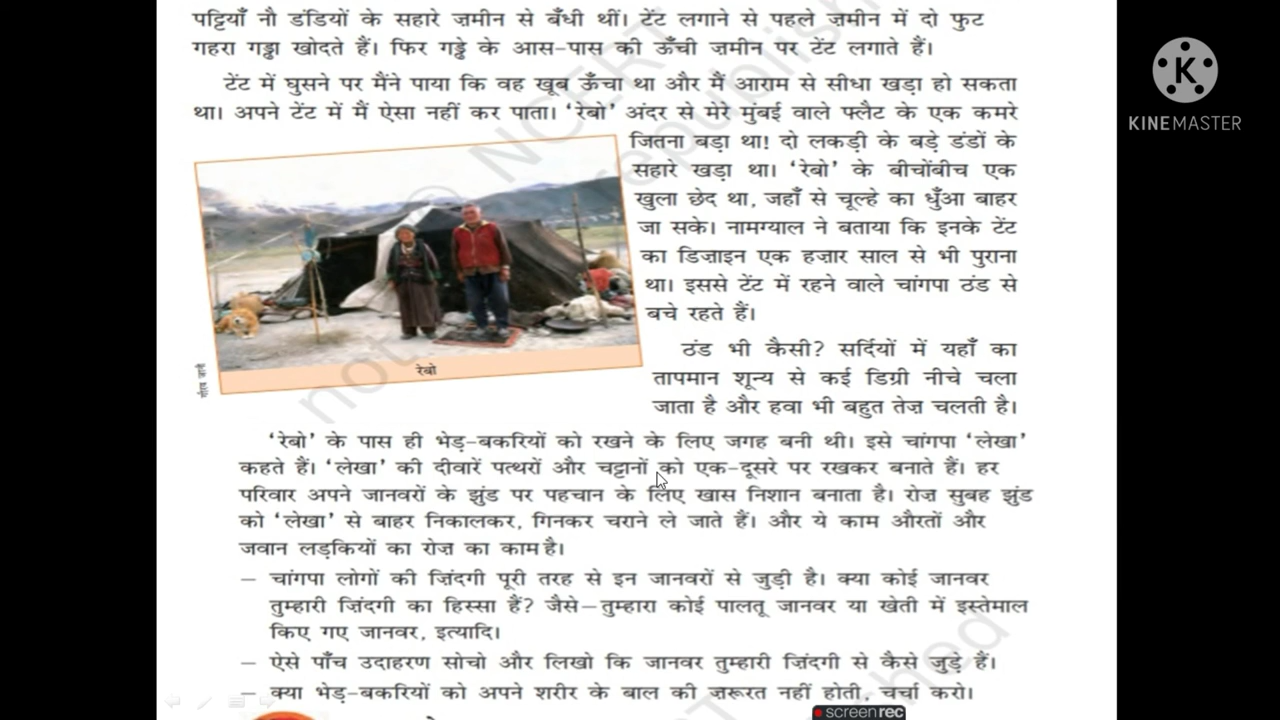 पट्टियाँ नौ डंडियों के सहारे ज़मीन से बँधी थीं। टेंट लगाने से पहले ज़मीन में दो फुट
गहरा गड्ढा खोदते हैं। फिर गड्ढे के आस-पास की ऊँची ज़मीन पर टेंट लगाते हैं।
टेंट में घुसने पर मैंने पाया कि वह खूब ऊँचा था और मैं आराम से सीधा खड़ा हो सकता
था। अपने टेंट में मैं ऐसा नहीं कर पाता। ‘रेबो’ अंदर से मेरे मुबई वाले फ्लैट के एक कमरे
जितना बड़ा था! दो लकड़ी के बड़े डंडों के
सहारे खड़ा था। ‘रेबो’ के बीचोंबीच एक
खुला छेद था, जहाँ से चूल्हे का धुँआ बाहर
जा सके। नामग्याल ने बताया कि इनके टेंट
का डिज़ाइन एक हज़ार साल से भी पुराना
था। इससे टेंट में रहने वाले चांगपा ठंड से
बचे रहते हैं।
ठंड भी कैसी? सर्दियों में यहाँ का
तापमान शून्य से कई डिग्री नीचे चला
जाता है और हवा भी बहुत तेज़ चलती है।
गौरव जानी
रेबो
‘रेबो’ के पास ही भेड़-बकरियों को रखने के लिए जगह बनी थी। इसे चांगपा ‘लेखा’
कहते हैं। ‘लेखा’ की दीवारें पत्थरों और चट्टानों को एक-दूसरे पर रखकर बनाते हैं। हर
परिवार अपने जानवरों के झुंड पर पहचान के लिए खास निशान बनाता है। रोज़ सुबह झुंड
को ‘लेखा’ से बाहर निकालकर, गिनकर चराने ले जाते हैं। और ये काम औरतों और
जवान लड़कियों का रोज़ का काम है।
– चांगपा लोगों की ज़िंदगी पूरी तरह से इन जानवरों से जुड़ी है। क्या कोई जानवर
तुम्हारी ज़िंदगी का हिस्सा हैं? जैसे–तुम्हारा कोई पालतू जानवर या खेती में इस्तेमाल
किए गए जानवर, इत्यादि।
– ऐसे पाँच उदाहरण सोचो और लिखो कि जानवर तुम्हारी ज़िंदगी से कैसे जुड़े हैं।
– क्या भेड़-बकरियों को अपने शरीर के बाल की ज़रूरत नहीं होती, चर्चा करो।
K
KINEMASTER
screenrec
© NCERT
not republished